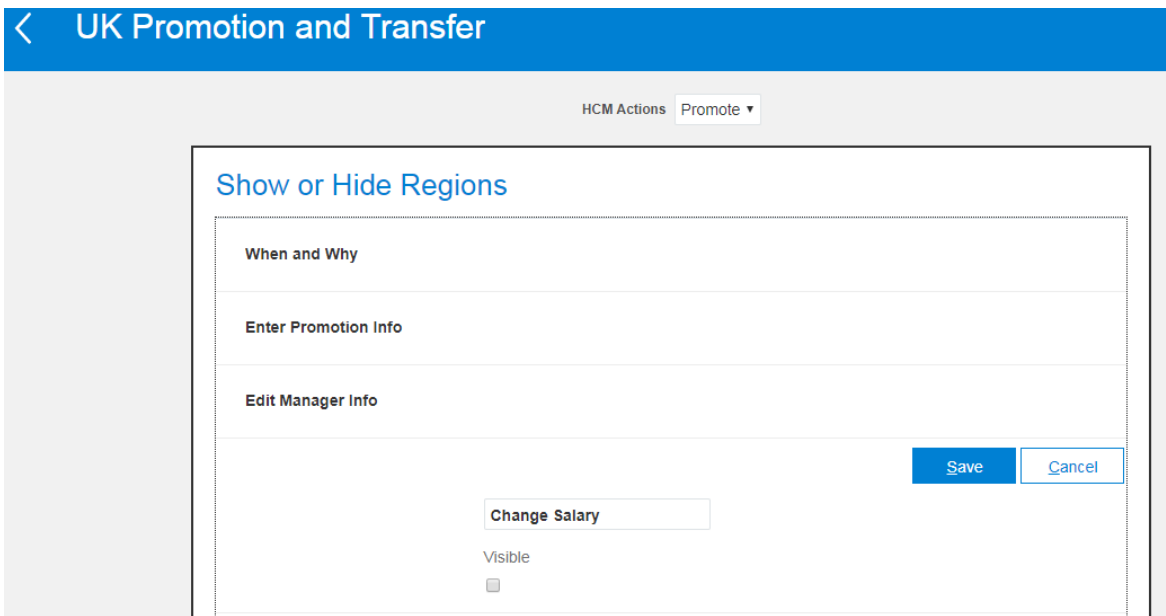 UK Promotion and Transfer
HCM Actions Promote
Show or Hide Regions
When and Why
Enter Promotion Info
Edit Manager Info
Save Cancel
Change Salary
Visible